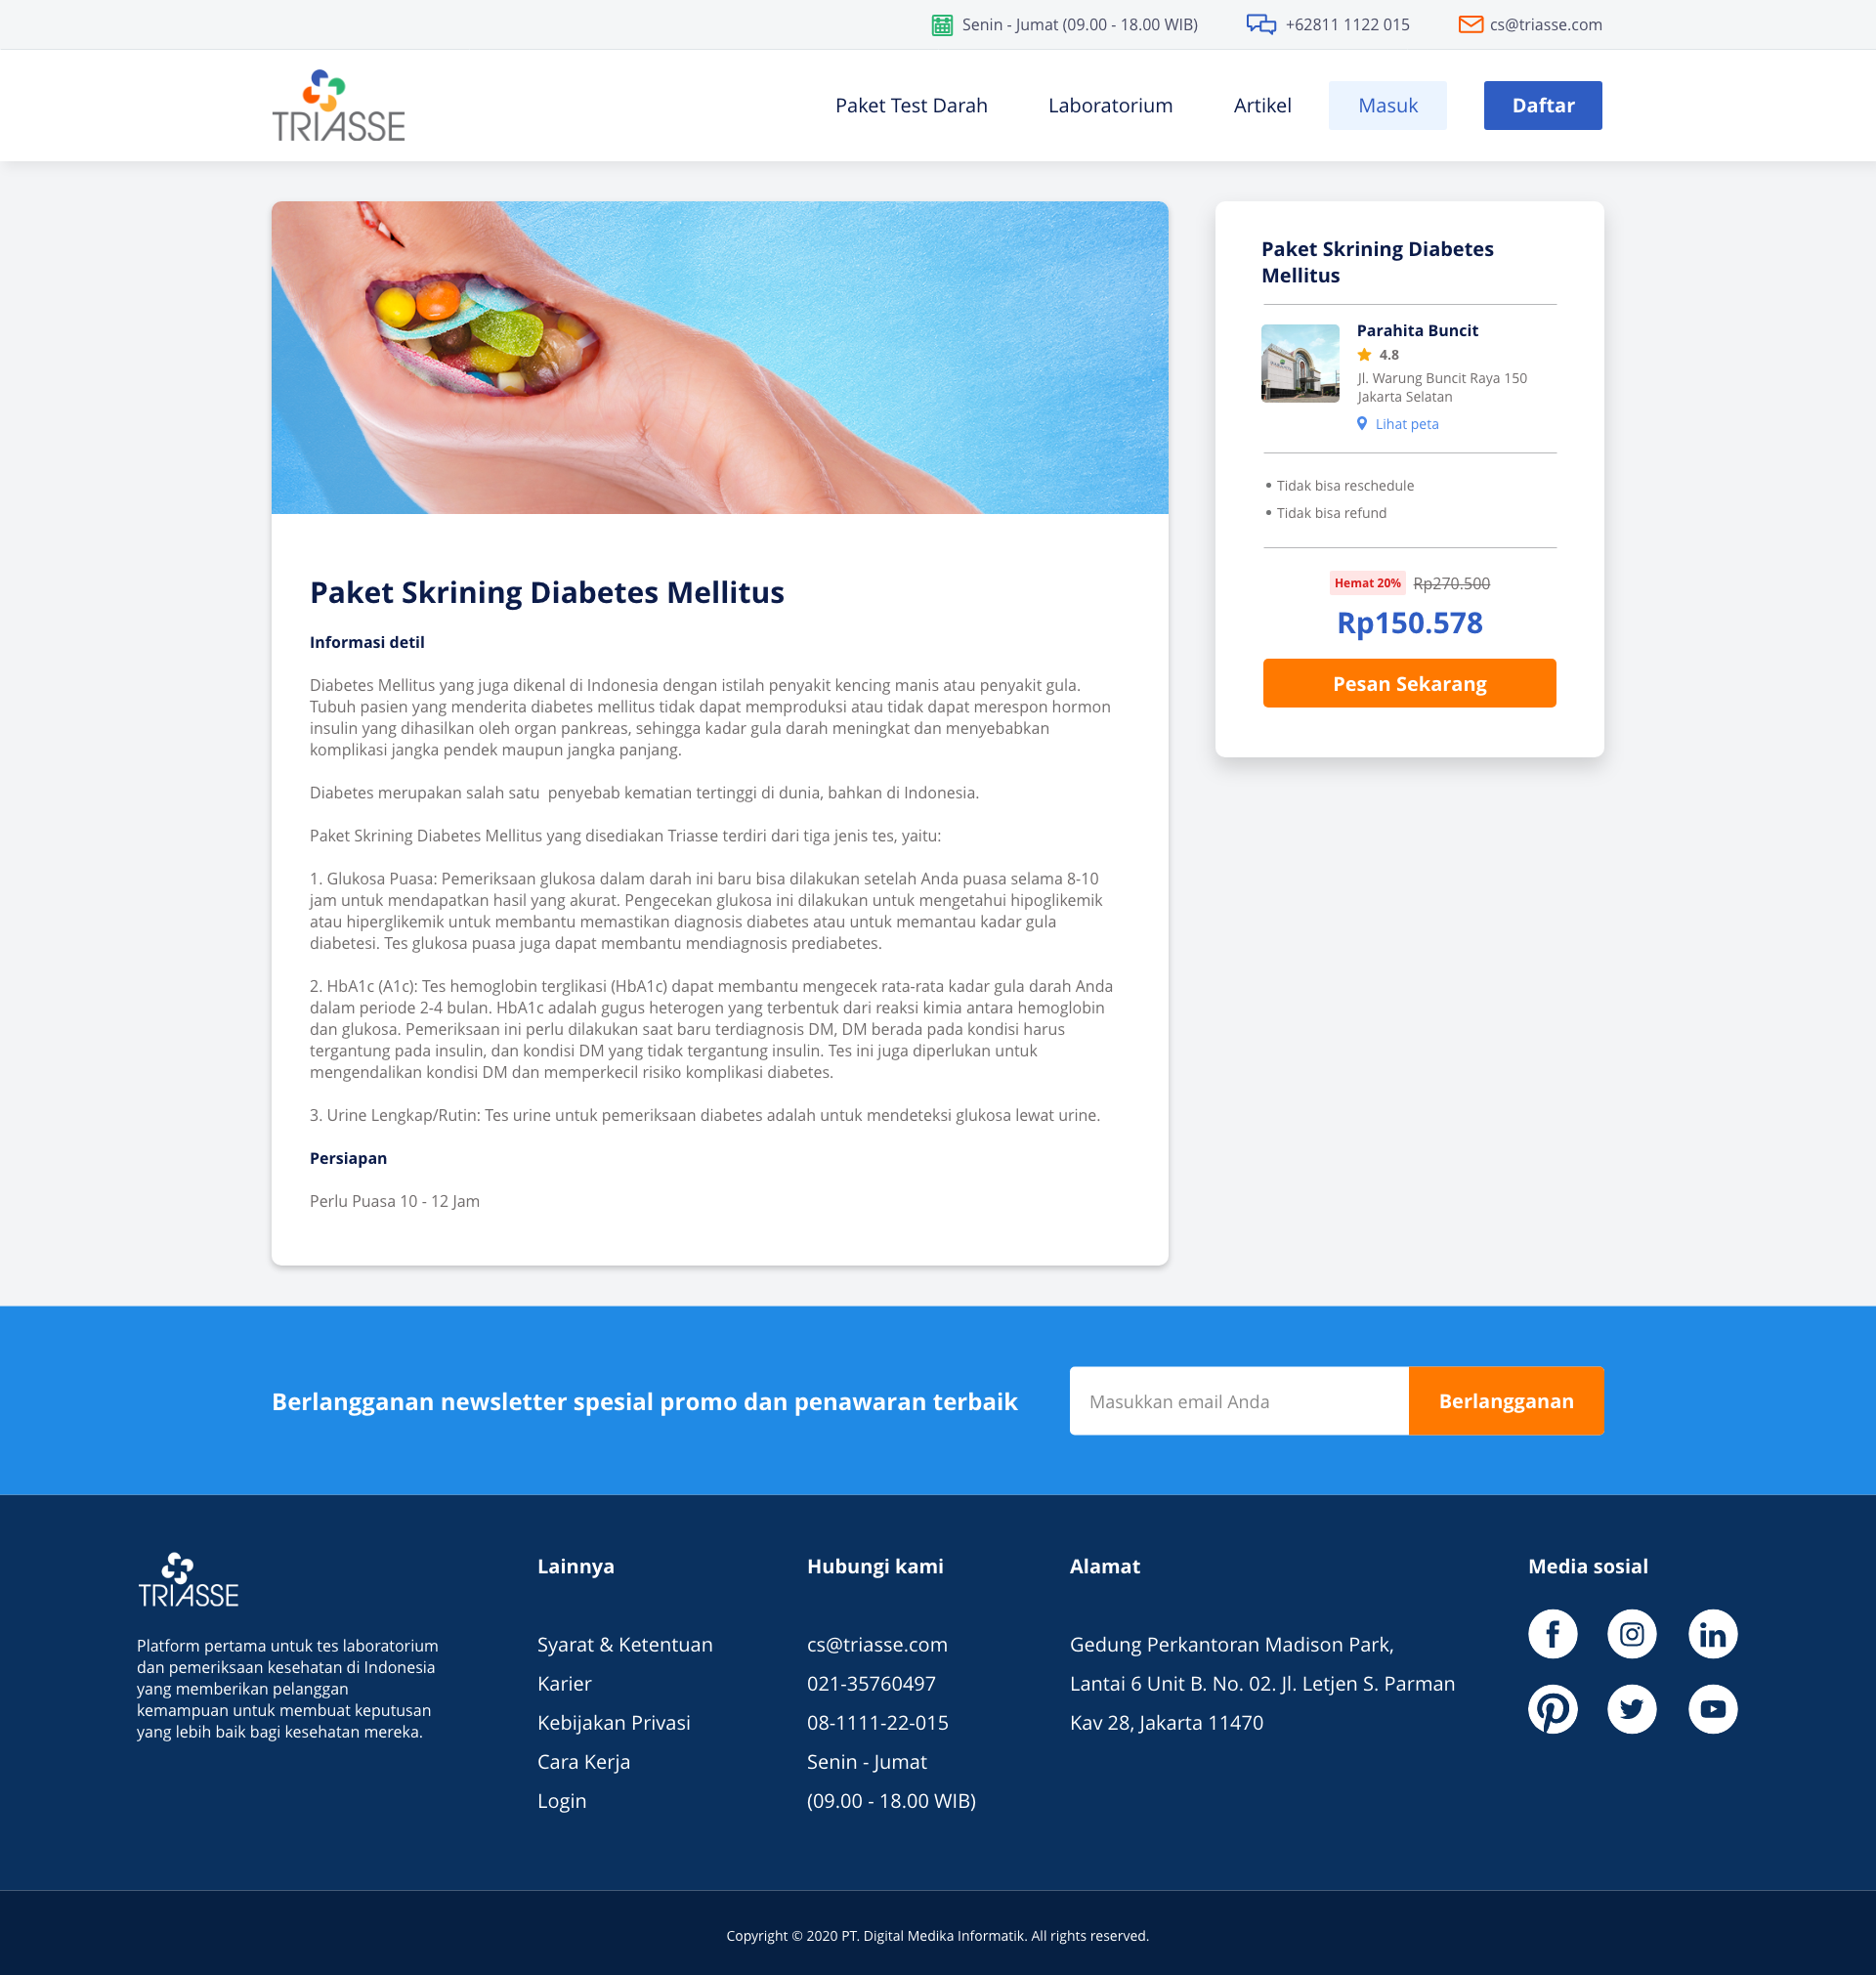 Senin - Jumat (09.00 - 18.00 WIB)
+62811 1122 015
cs@triasse.com
TRIASSE
Paket Test Darah
Laboratorium
Artikel
Masuk
Daftar
Paket Skrining Diabetes Mellitus
Informasi detil
Diabetes Mellitus yang juga dikenal di Indonesia dengan istilah penyakit kencing manis atau penyakit gula.
Tubuh pasien yang menderita diabetes mellitus tidak dapat memproduksi atau tidak dapat merespon hormon
insulin yang dihasilkan oleh organ pankreas, sehingga kadar gula darah meningkat dan menyebabkan
komplikasi jangka pendek maupun jangka panjang.
Diabetes merupakan salah satu  penyebab kematian tertinggi di dunia, bahkan di Indonesia.
Paket Skrining Diabetes Mellitus yang disediakan Triasse terdiri dari tiga jenis tes, yaitu:
1. Glukosa Puasa: Pemeriksaan glukosa dalam darah ini baru bisa dilakukan setelah Anda puasa selama 8-10
jam untuk mendapatkan hasil yang akurat. Pengecekan glukosa ini dilakukan untuk mengetahui hipoglikemik
atau hiperglikemik untuk membantu memastikan diagnosis diabetes atau untuk memantau kadar gula
diabetesi. Tes glukosa puasa juga dapat membantu mendiagnosis prediabetes.
2. HbA1c (A1c): Tes hemoglobin terglikasi (HbA1c) dapat membantu mengecek rata-rata kadar gula darah Anda
dalam periode 2-4 bulan. HbA1c adalah gugus heterogen yang terbentuk dari reaksi kimia antara hemoglobin
dan glukosa. Pemeriksaan ini perlu dilakukan saat baru terdiagnosis DM, DM berada pada kondisi harus
tergantung pada insulin, dan kondisi DM yang tidak tergantung insulin. Tes ini juga diperlukan untuk
mengendalikan kondisi DM dan memperkecil risiko komplikasi diabetes.
3. Urine Lengkap/Rutin: Tes urine untuk pemeriksaan diabetes adalah untuk mendeteksi glukosa lewat urine.
Persiapan
Perlu Puasa 10 - 12 Jam
Paket Skrining Diabetes
Mellitus
Parahita Buncit
4.8
Jl. Warung Buncit Raya 150
Jakarta Selatan
Lihat peta
• Tidak bisa reschedule
• Tidak bisa refund
Hemat 20% Rp270.500
Rp150.578
Pesan Sekarang
Berlangganan newsletter spesial promo dan penawaran terbaik
Masukkan email Anda
Berlangganan
TRIASSE
Platform pertama untuk tes laboratorium
dan pemeriksaan kesehatan di Indonesia
yang memberikan pelanggan
kemampuan untuk membuat keputusan
yang lebih baik bagi kesehatan mereka.
Lainnya
Syarat & Ketentuan
Karier
Kebijakan Privasi
Cara Kerja
Login
Hubungi kami
cs@triasse.com
021-35760497
08-1111-22-015
Senin - Jumat
(09.00 - 18.00 WIB)
Alamat
Gedung Perkantoran Madison Park,
Lantai 6 Unit B. No. 02. Jl. Letjen S. Parman
Kav 28, Jakarta 11470
Media sosial
Copyright © 2020 PT. Digital Medika Informatik. All rights reserved.